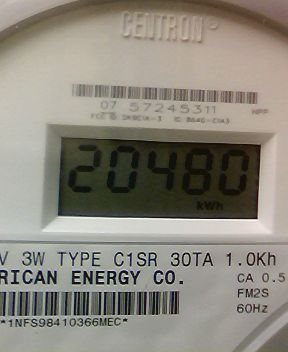 CENTRON®
07 57245311
20480
kWh
V 3W TYPE C1SR 30TA 1.0Kh
RICAN ENERGY CO.
CA 0.5
FM2S
60Hz
*1NFS98410366MEC*